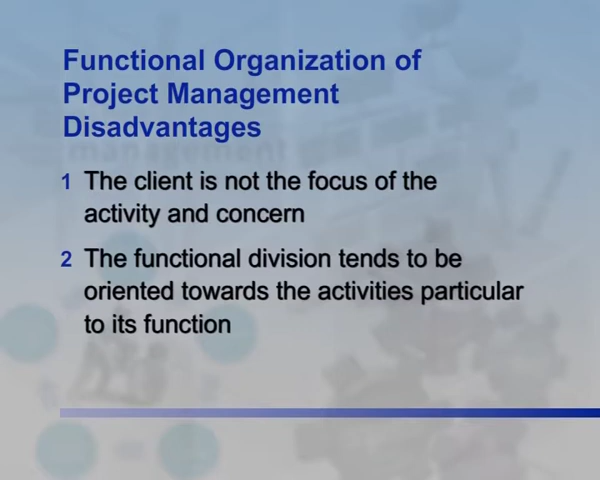 Functional Organization of
Project Management
Disadvantages
management
1 The client is not the focus of the
activity and concern
2 The functional division tends to be
oriented towards the activities particular
to its function